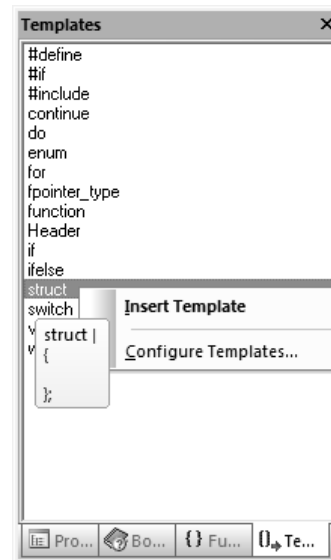 Templates
#define
#if
#include
continue
do
enum
for
fpointer_type
function
Header
if
ifelse
struct
switch
Insert Template
Configure Templates...
struct |
{
};
Pro...
Bo...
{} Fu...
Te...